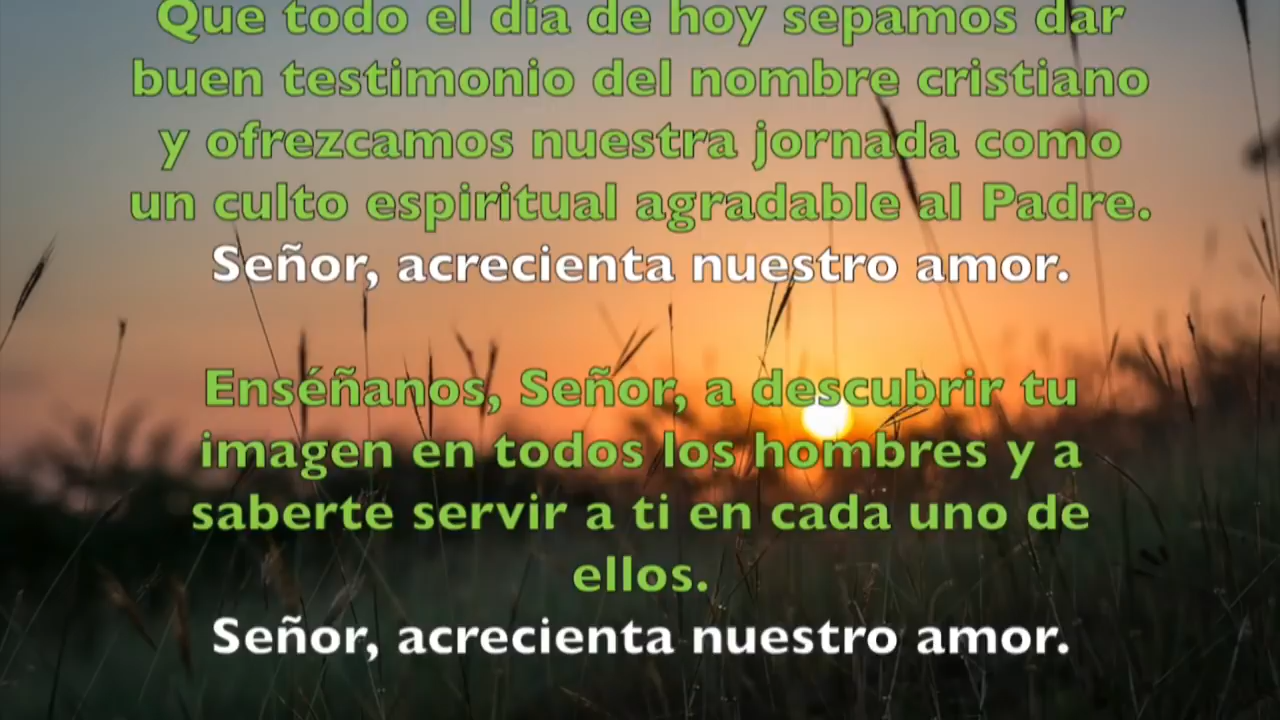 Que todo el día de hoy sepamos dar
buen testimonio del nombre cristiano
y ofrezcamos nuestra jornada como
un culto espiritual agradable al Padre.
Señor, acrecienta nuestro amor.
Enséñanos, Señor, a descubrir tu
imagen en todos los hombres y a
saberte servir a ti en cada uno de
ellos.
Señor, acrecienta nuestro amor.